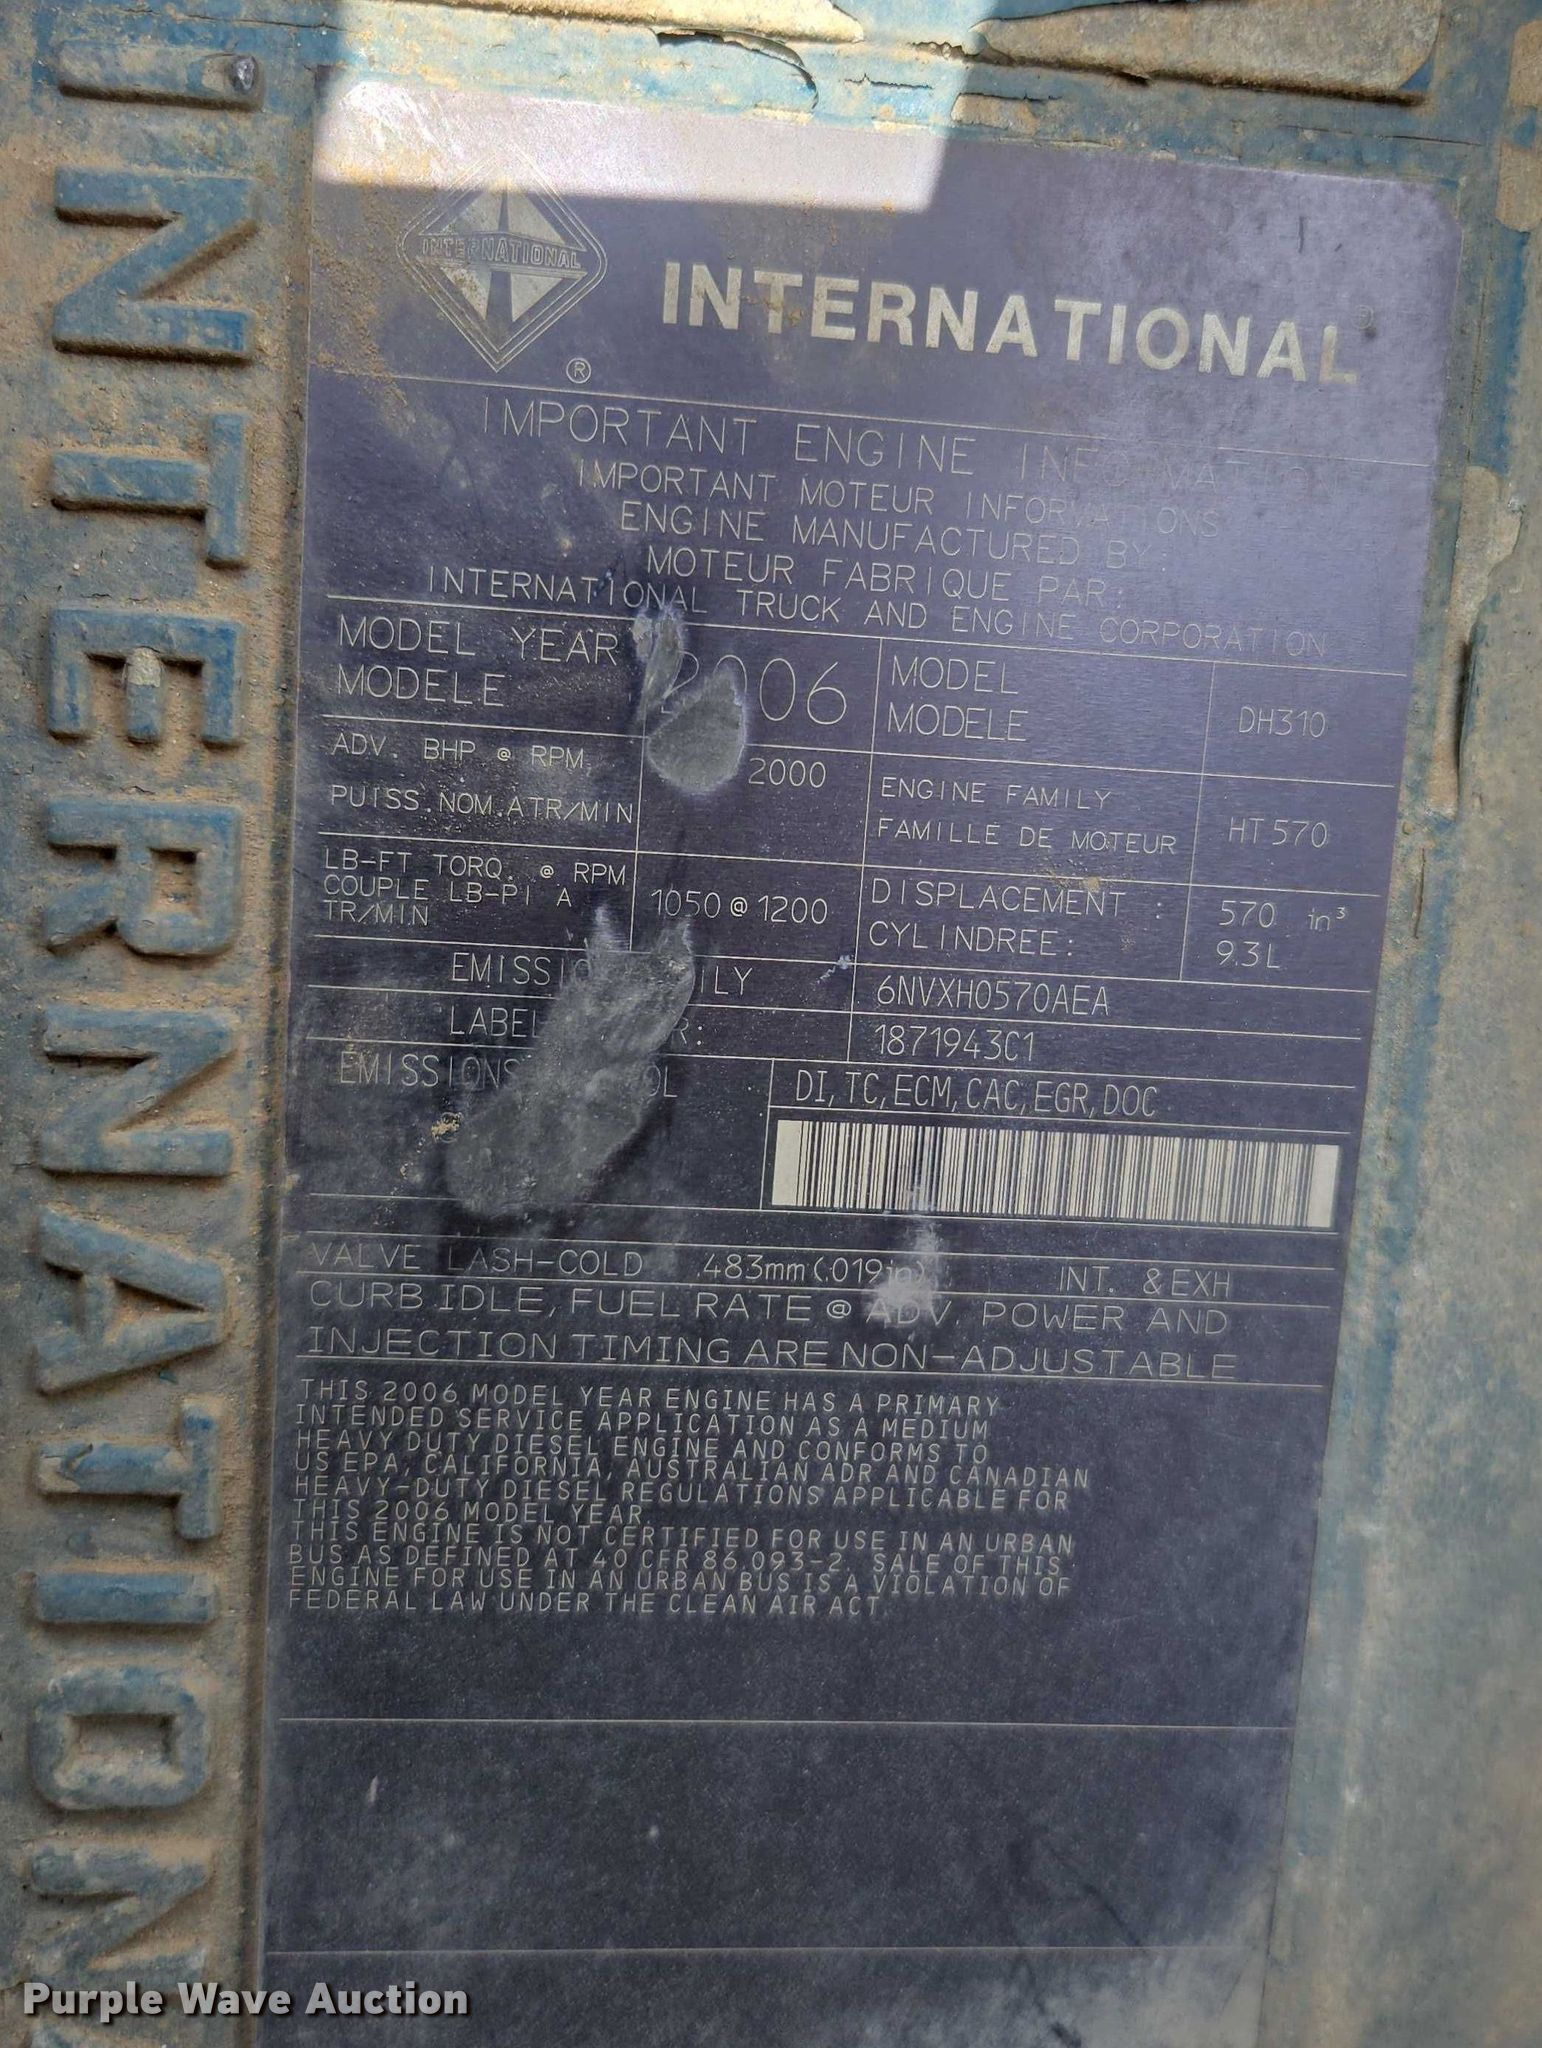 INTERNATIONAL
INTERNATIONAL
®
INTERNATIONAL®
IMPORTANT ENGINE INFORMATION
IMPORTANT MOTEUR INFORMATIONS
ENGINE MANUFACTURED BY:
MOTEUR FABRIQUE PAR:
INTERNATIONAL TRUCK AND ENGINE CORPORATION
MODEL YEAR 2006
MODELE
MODEL
MODELE DH310
ADV. BHP @ RPM 2000
PUISS.NOM.ATR/MIN
ENGINE FAMILY
FAMILLE DE MOTEUR HT570
LB-FT TORQ. @ RPM
COUPLE LB-PI A 1050@1200
TR/MIN
DISPLACEMENT : 570 in³
CYLINDREE: 9.3L
6NVXH0570AEA
LABEL 1871943C1
DI,TC,ECM,CAC,EGR,DOC
VALVE LASH-COLD .483mm(.019in) INT. & EXH
CURB IDLE, FUEL RATE @ ADV. POWER AND
INJECTION TIMING ARE NON-ADJUSTABLE
THIS 2006 MODEL YEAR ENGINE HAS A PRIMARY
INTENDED SERVICE APPLICATION AS A MEDIUM
HEAVY DUTY DIESEL ENGINE AND CONFORMS TO
US EPA, CALIFORNIA, AUSTRALIAN ADR AND CANADIAN
HEAVY-DUTY DIESEL REGULATIONS APPLICABLE FOR
THIS 2006 MODEL YEAR.
THIS ENGINE IS NOT CERTIFIED FOR USE IN AN URBAN
BUS AS DEFINED AT 40 CFR 86.093-2. SALE OF THIS
ENGINE FOR USE IN AN URBAN BUS IS A VIOLATION OF
FEDERAL LAW UNDER THE CLEAN AIR ACT.
Purple Wave Auction